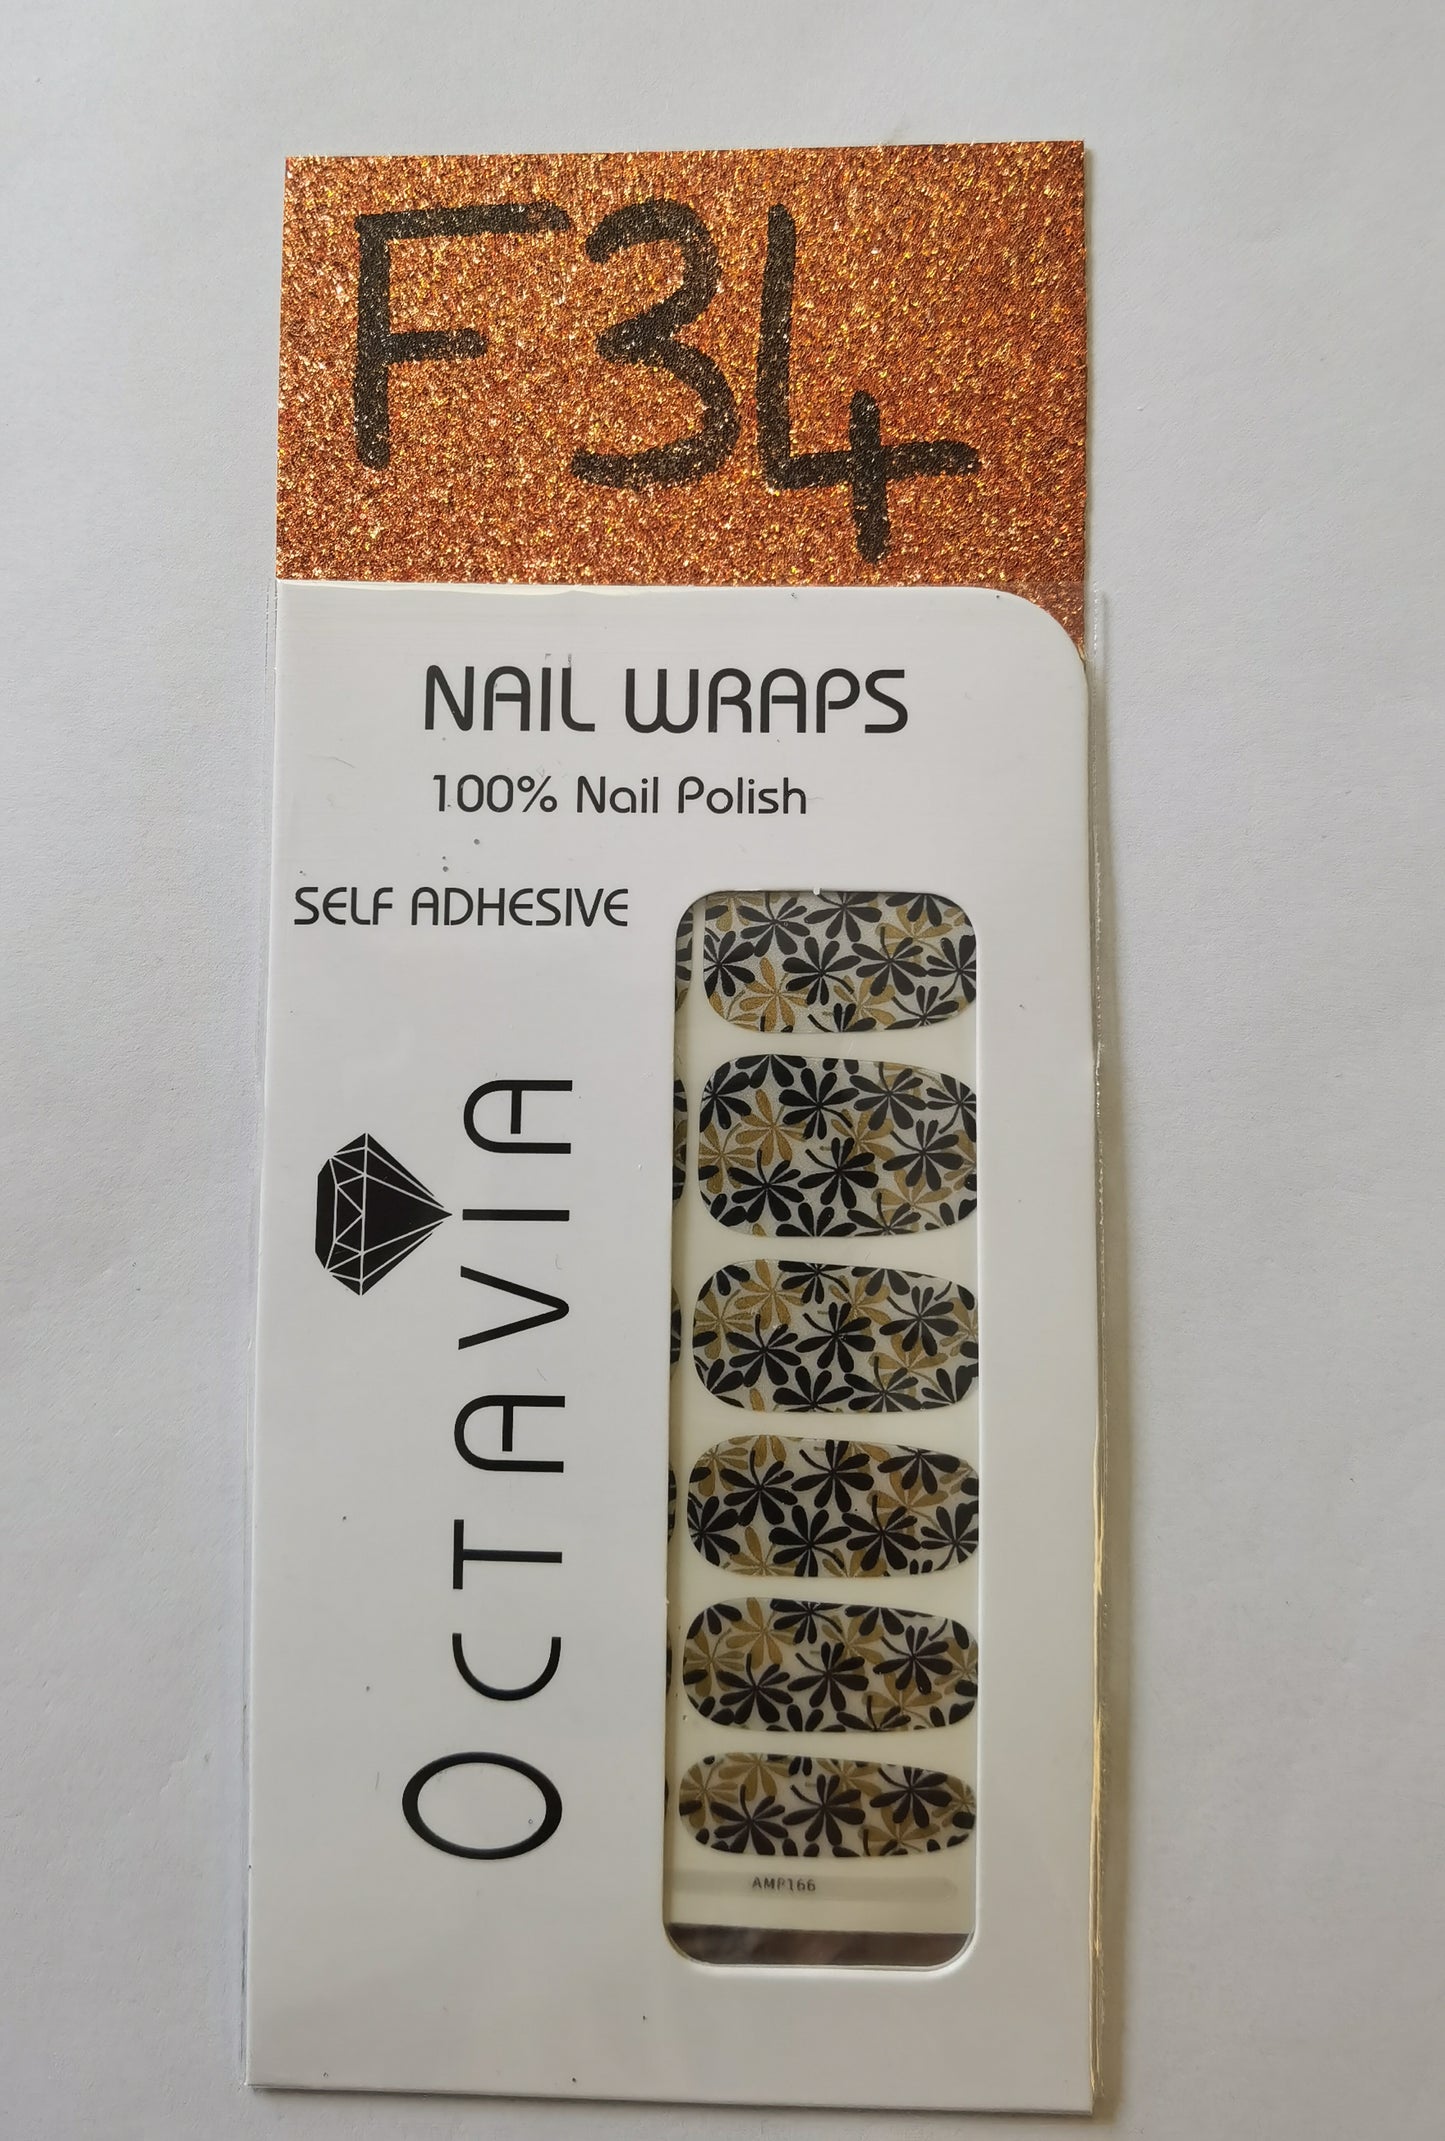 F34
NAIL WRAPS
100% Nail Polish
SELF ADHESIVE
OCTAVIA
AMP166